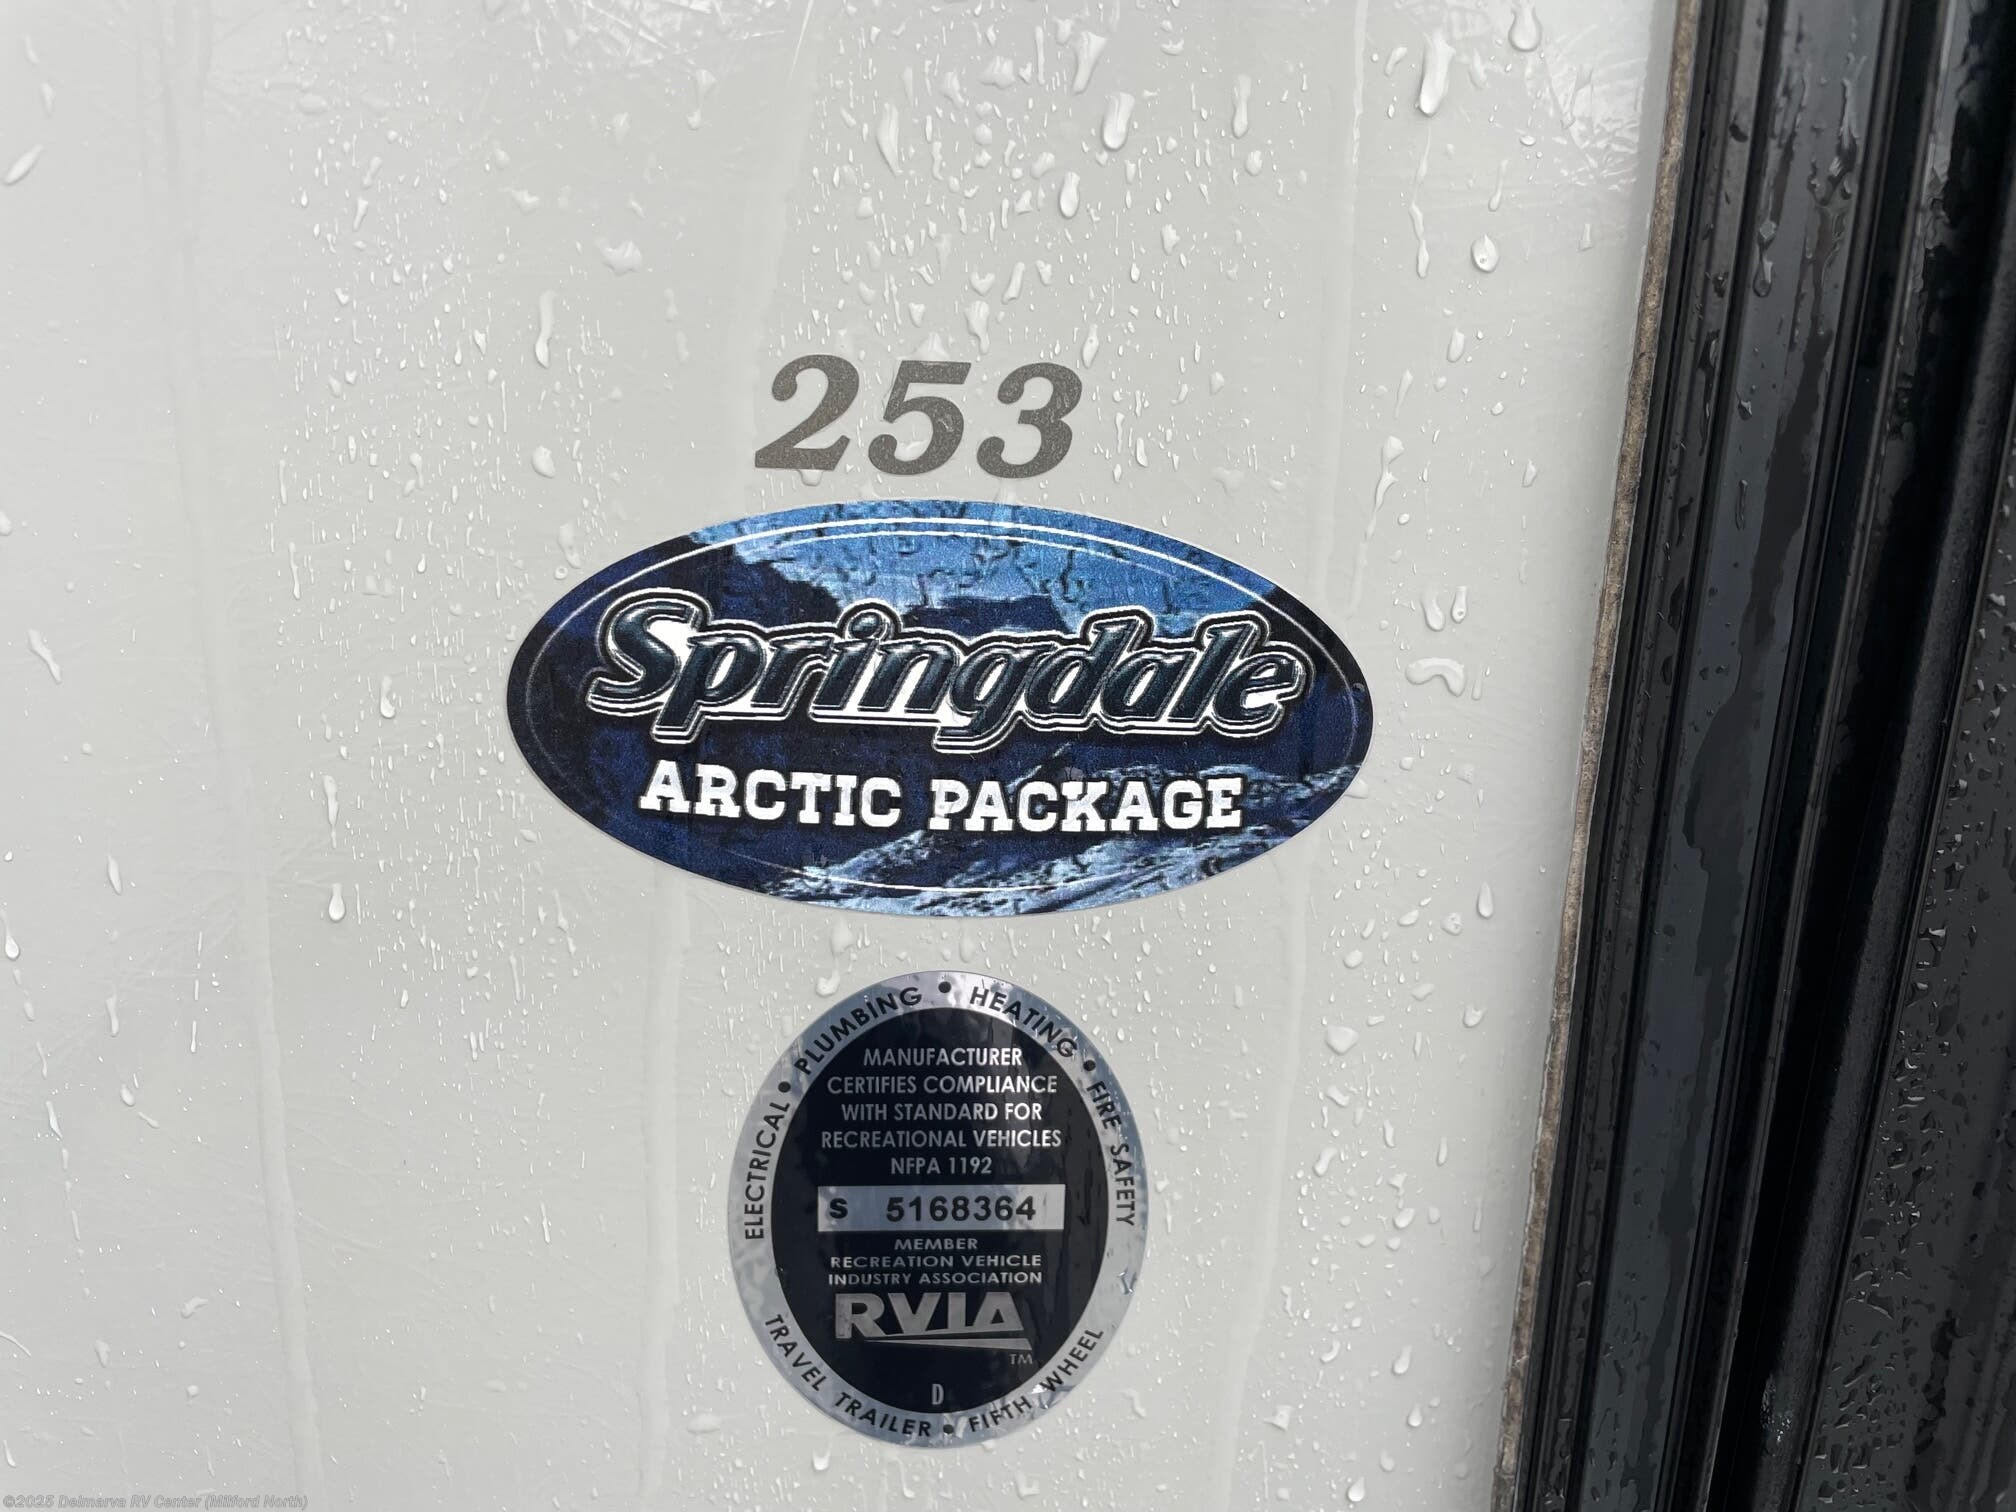 253
Springdale
ARCTIC PACKAGE
ELECTRICAL • PLUMBING • HEATING • FIRE SAFETY
MANUFACTURER
CERTIFIES COMPLIANCE
WITH STANDARD FOR
RECREATIONAL VEHICLES
NFPA 1192
S 5168364
MEMBER
RECREATION VEHICLE
INDUSTRY ASSOCIATION
RVIA
TM
D
TRAVEL TRAILER • FIFTH WHEEL
©2025 Delmarva RV Center (Milford North)